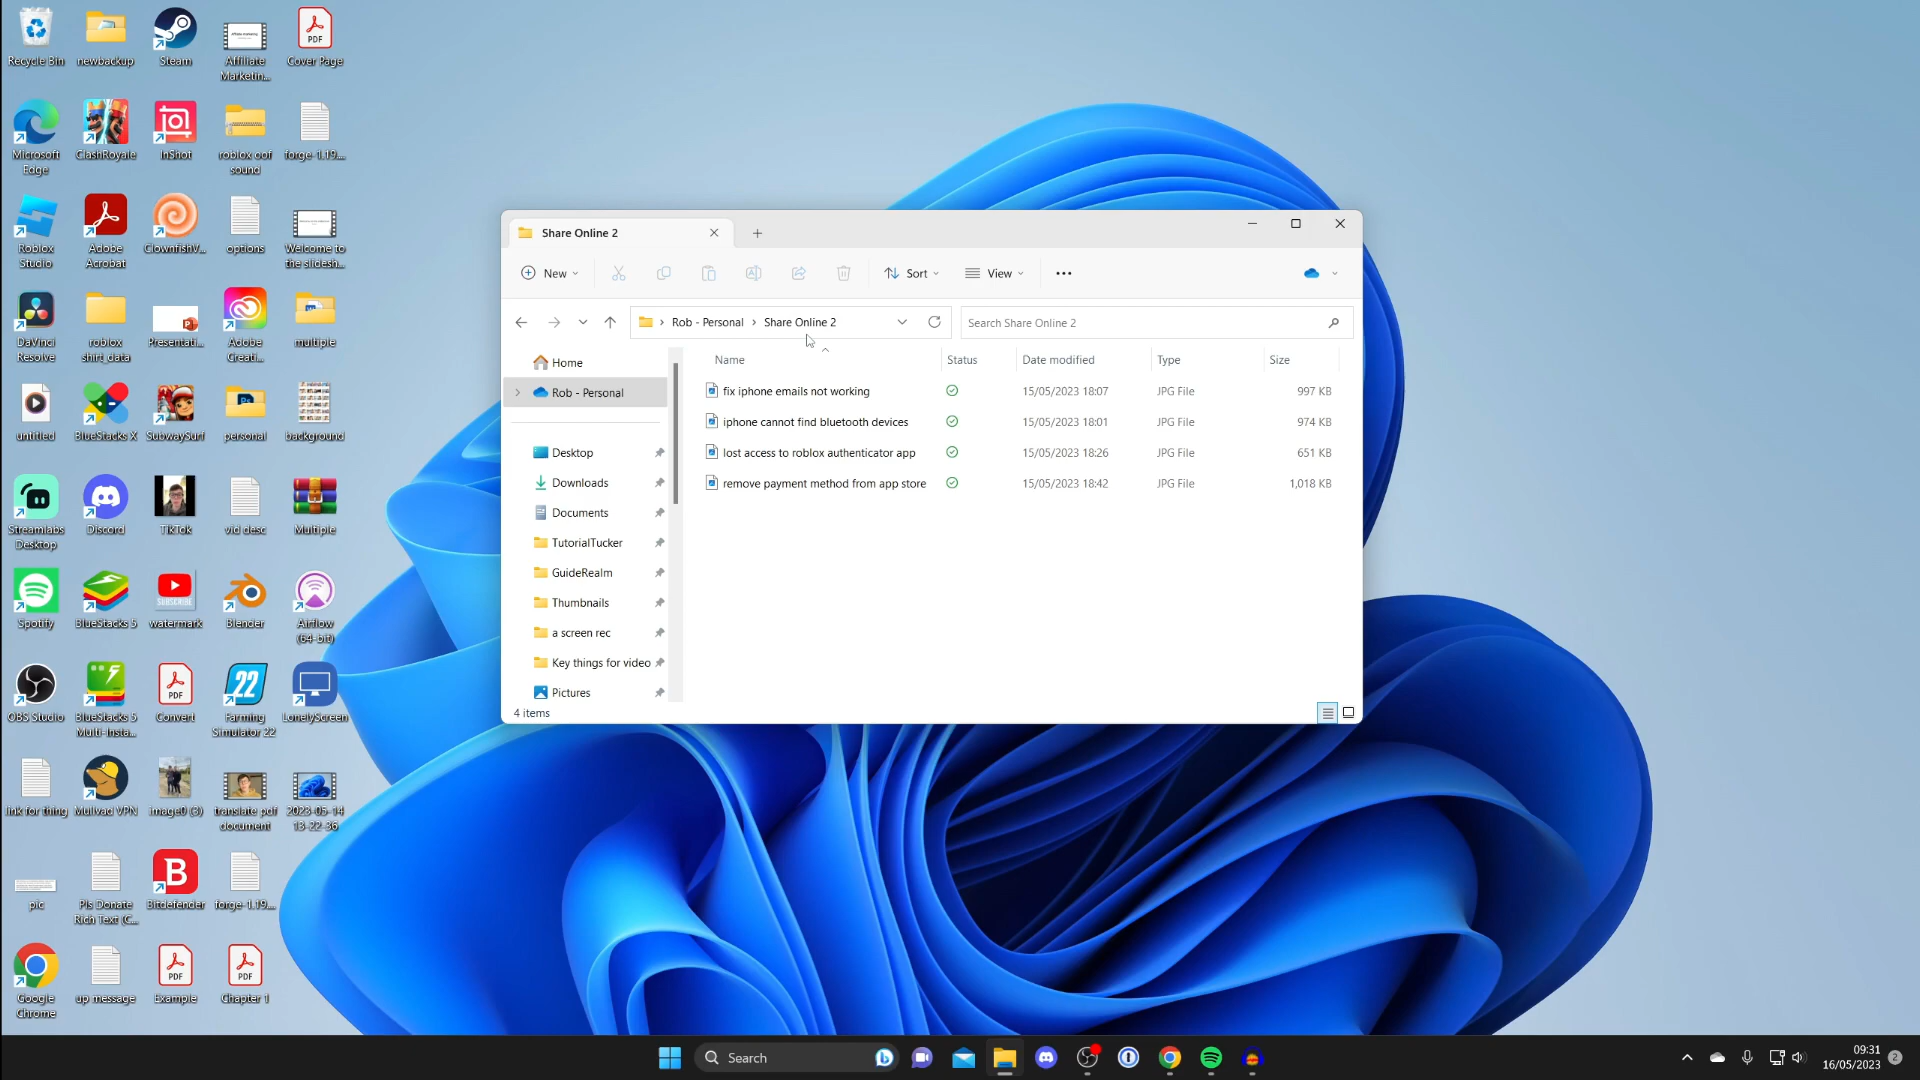 Recycle Bin
newbackup
Steam
Affiliate
Marketin...
PDF
Cover Page
Microsoft
Edge
ClashRoyale
InShot
roblox oof
sound
forge-1.19....
Roblox
Studio
Adobe
Acrobat
ClownfishV...
options
Welcome to
the slidesh...
DaVinci
Resolve
roblox
shirt_data
Presentati...
Adobe
Creati...
multiple
untitled
BlueStacks X
SubwaySurf
personal
background
Streamlabs
Desktop
Discord
TikTok
vid desc
Multiple
Spotify
BlueStacks 5
SUBSCRIBE
watermark
Blender
Airflow
(64-bit)
OBS Studio
BlueStacks 5
Multi-Insta...
PDF
Convert
22
Farming
Simulator 22
LonelyScreen
link for thing
Mullvad VPN
image0 (3)
translate pdf
document
2023-05-14
13-22-36
pic
Pls Donate
Rich Text (C...
B
Bitdefender
forge-1.19....
Google
Chrome
up message
PDF
Example
PDF
Chapter 1
Share Online 2
New
Sort
View
Rob - Personal
Share Online 2
Search Share Online 2
Home
Rob - Personal
Desktop
Downloads
Documents
TutorialTucker
GuideRealm
Thumbnails
a screen rec
Key things for video
Pictures
Name Status Date modified Type Size
fix iphone emails not working 15/05/2023 18:07 JPG File 997 KB
iphone cannot find bluetooth devices 15/05/2023 18:01 JPG File 974 KB
lost access to roblox authenticator app 15/05/2023 18:26 JPG File 651 KB
remove payment method from app store 15/05/2023 18:42 JPG File 1,018 KB
4 items
Search
09:31
16/05/2023
2